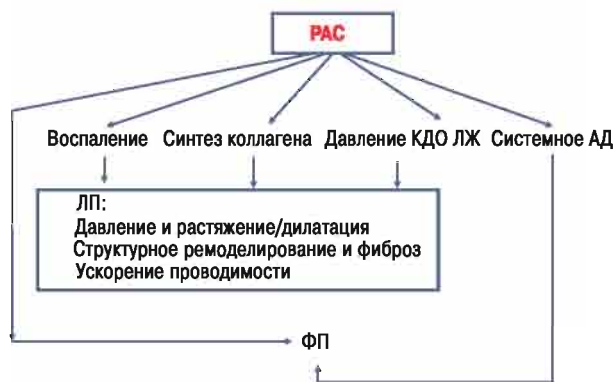 РАС
Воспаление Синтез коллагена Давление КДО ЛЖ Системное АД
ЛП:
Давление и растяжение/дилатация
Структурное ремоделирование и фиброз
Ускорение проводимости
ФП